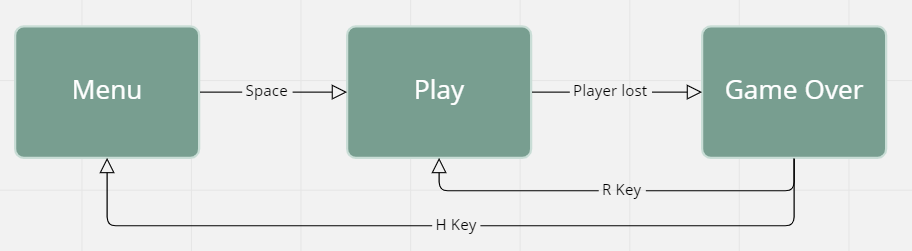 Menu
Space
Play
Player lost
Game Over
R Key
H Key